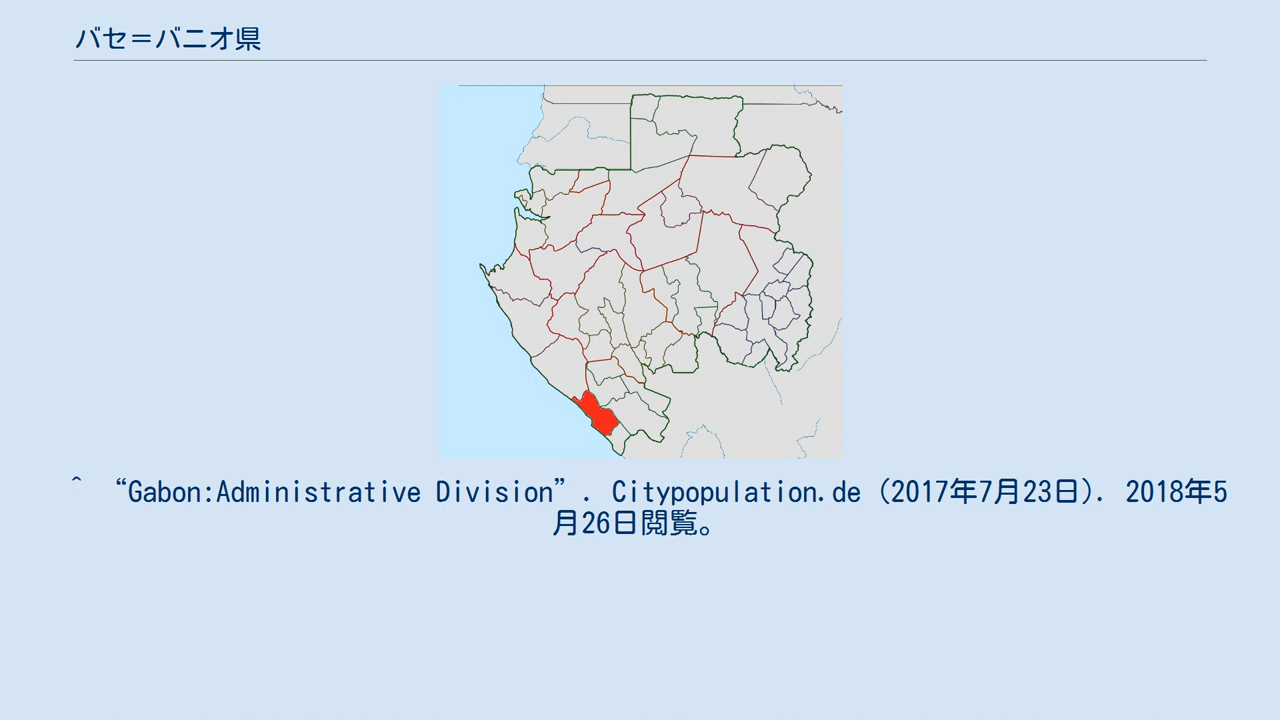 バセ＝バニオ県
^ “Gabon:Administrative Division”. Citypopulation.de (2017年7月23日). 2018年5
月26日閲覧。